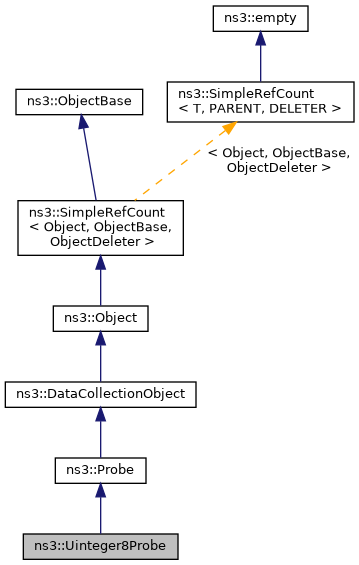 ns3::empty
ns3::ObjectBase
ns3::SimpleRefCount
< T, PARENT, DELETER >
< Object, ObjectBase,
ObjectDeleter >
ns3::SimpleRefCount
< Object, ObjectBase,
ObjectDeleter >
ns3::Object
ns3::DataCollectionObject
ns3::Probe
ns3::Uinteger8Probe